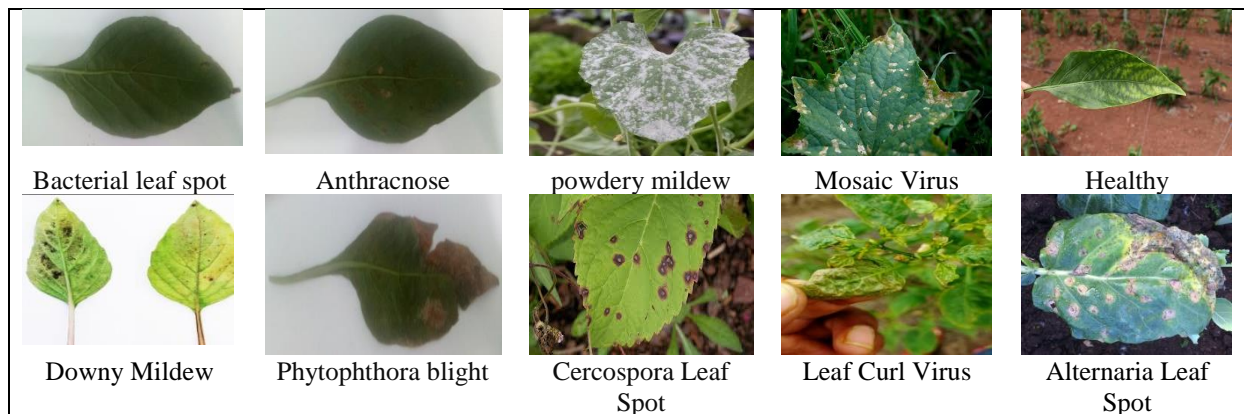 Bacterial leaf spot
Anthracnose
powdery mildew
Mosaic Virus
Healthy
Downy Mildew
Phytophthora blight
Cercospora Leaf
Spot
Leaf Curl Virus
Alternaria Leaf
Spot